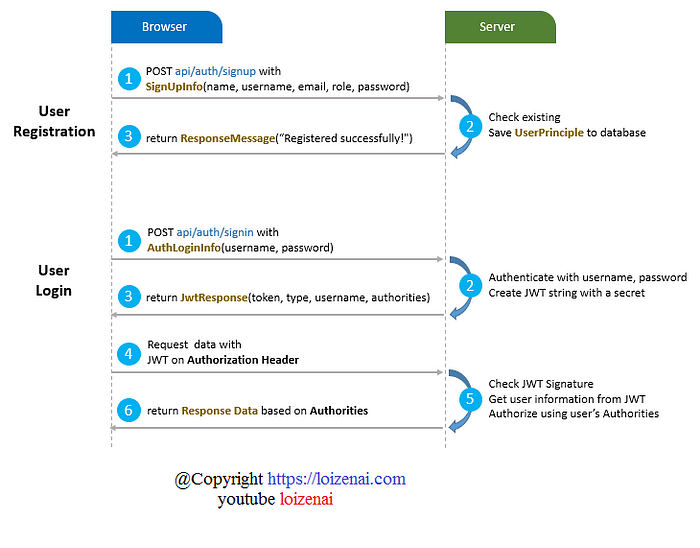 Browser
Server
User
Registration
1
POST api/auth/signup with
SignUpInfo(name, username, email, role, password)
2
Check existing
Save UserPrinciple to database
3
return ResponseMessage(“Registered successfully!")
User
Login
1
POST api/auth/signin with
AuthLoginInfo(username, password)
2
Authenticate with username, password
Create JWT string with a secret
3
return JwtResponse(token, type, username, authorities)
4
Request data with
JWT on Authorization Header
5
Check JWT Signature
Get user information from JWT
Authorize using user’s Authorities
6
return Response Data based on Authorities
@Copyright https://loizenai.com
youtube loizenai